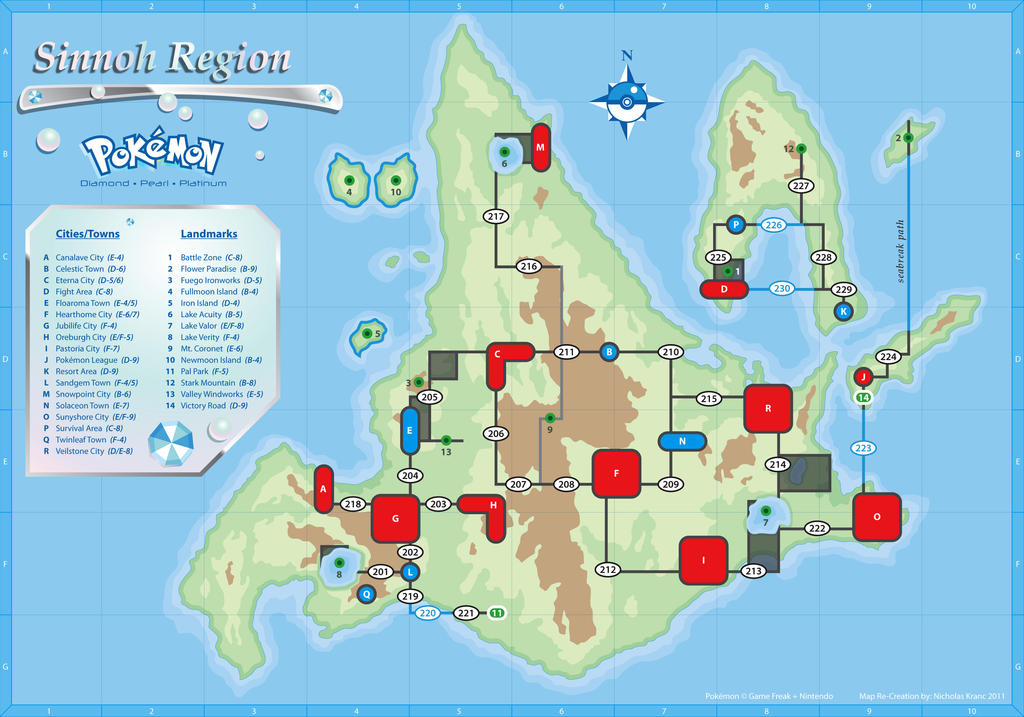 1 2 3 4 5 6 7 8 9 10
A A
Sinnoh Region
N
B B
POKéMON
Diamond • Pearl • Platinum
Cities/Towns
A Canalave City (E-4)
B Celestic Town (D-6)
C Eterna City (D-5/6)
D Fight Area (C-8)
E Floaroma Town (E-4/5)
F Hearthome City (E-6/7)
G Jubilife City (F-4)
H Oreburgh City (E/F-5)
I Pastoria City (F-7)
J Pokémon League (D-9)
K Resort Area (D-9)
L Sandgem Town (F-4/5)
M Snowpoint City (B-6)
N Solaceon Town (E-7)
O Sunyshore City (E/F-9)
P Survival Area (C-8)
Q Twinleaf Town (F-4)
R Veilstone City (D/E-8)
Landmarks
1 Battle Zone (C-8)
2 Flower Paradise (B-9)
3 Fuego Ironworks (D-5)
4 Fullmoon Island (B-4)
5 Iron Island (D-4)
6 Lake Acuity (B-5)
7 Lake Valor (E/F-8)
8 Lake Verity (F-4)
9 Mt. Coronet (E-6)
10 Newmoon Island (B-4)
11 Pal Park (F-5)
12 Stark Mountain (B-8)
13 Valley Windworks (E-5)
14 Victory Road (D-9)
2
M
12
6
4 10
227
217
P 226
seabreak path
216
225 228
1
D 230 229
K
C C
5
C 211 B 210
224
D D
J
3
205
215
14
R
E
206
9
N
13
223
E E
204
214
F
207 208 209
A
218
G
203
H
7
O
222
202
I
F F
8
201
L
212
213
Q
219
220 221 11
G G
Pokémon © Game Freak + Nintendo
Map Re-Creation by: Nicholas Kranc 2011
1 2 3 4 5 6 7 8 9 10